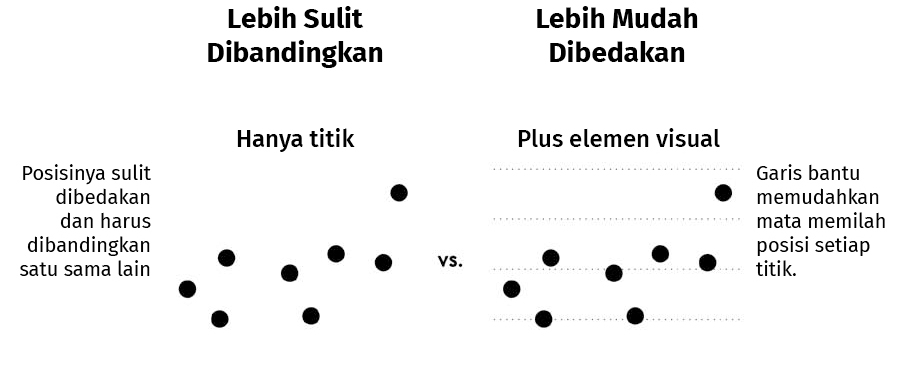 Lebih Sulit
Dibandingkan
Lebih Mudah
Dibedakan
Hanya titik
Plus elemen visual
Posisinya sulit
dibedakan
dan harus
dibandingkan
satu sama lain
vs.
Garis bantu
memudahkan
mata memilah
posisi setiap
titik.